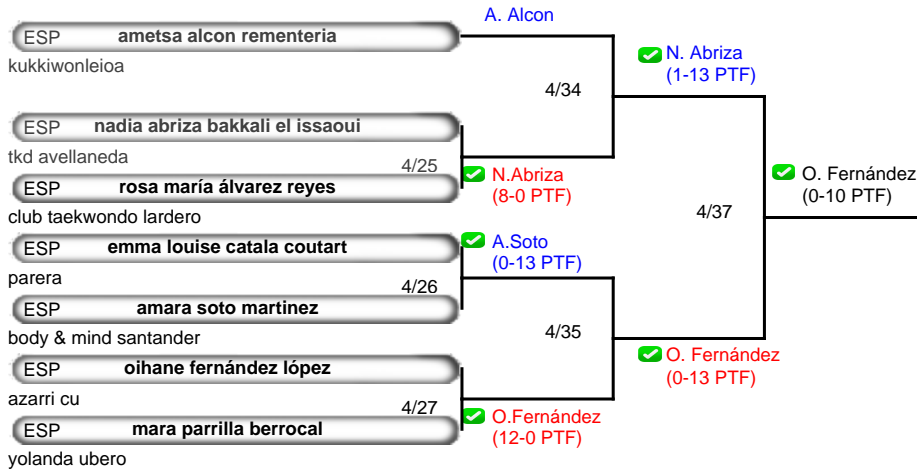 A. Alcon
ESP ametsa alcon rementeria
kukkiwonleioa
N. Abriza
(1-13 PTF)
4/34
ESP nadia abriza bakkali el issaoui
tkd avellaneda
4/25
N.Abriza
(8-0 PTF)
ESP rosa maría álvarez reyes
club taekwondo lardero
O. Fernández
(0-10 PTF)
4/37
ESP emma louise catala coutart
parera
A.Soto
(0-13 PTF)
4/26
ESP amara soto martinez
body & mind santander
4/35
O. Fernández
(0-13 PTF)
ESP oihane fernández lópez
azarri cu
4/27
O.Fernández
(12-0 PTF)
ESP mara parrilla berrocal
yolanda ubero